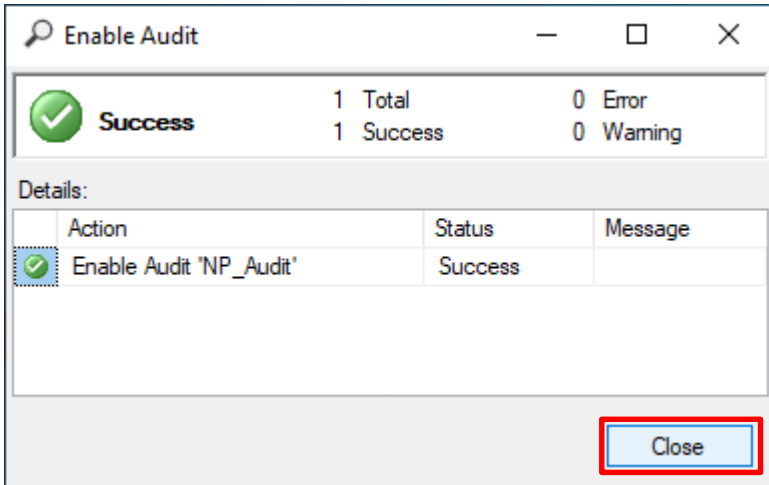 Enable Audit
Success
1 Total 0 Error
1 Success 0 Warning
Details:
Action Status Message
Enable Audit 'NP_Audit' Success
Close